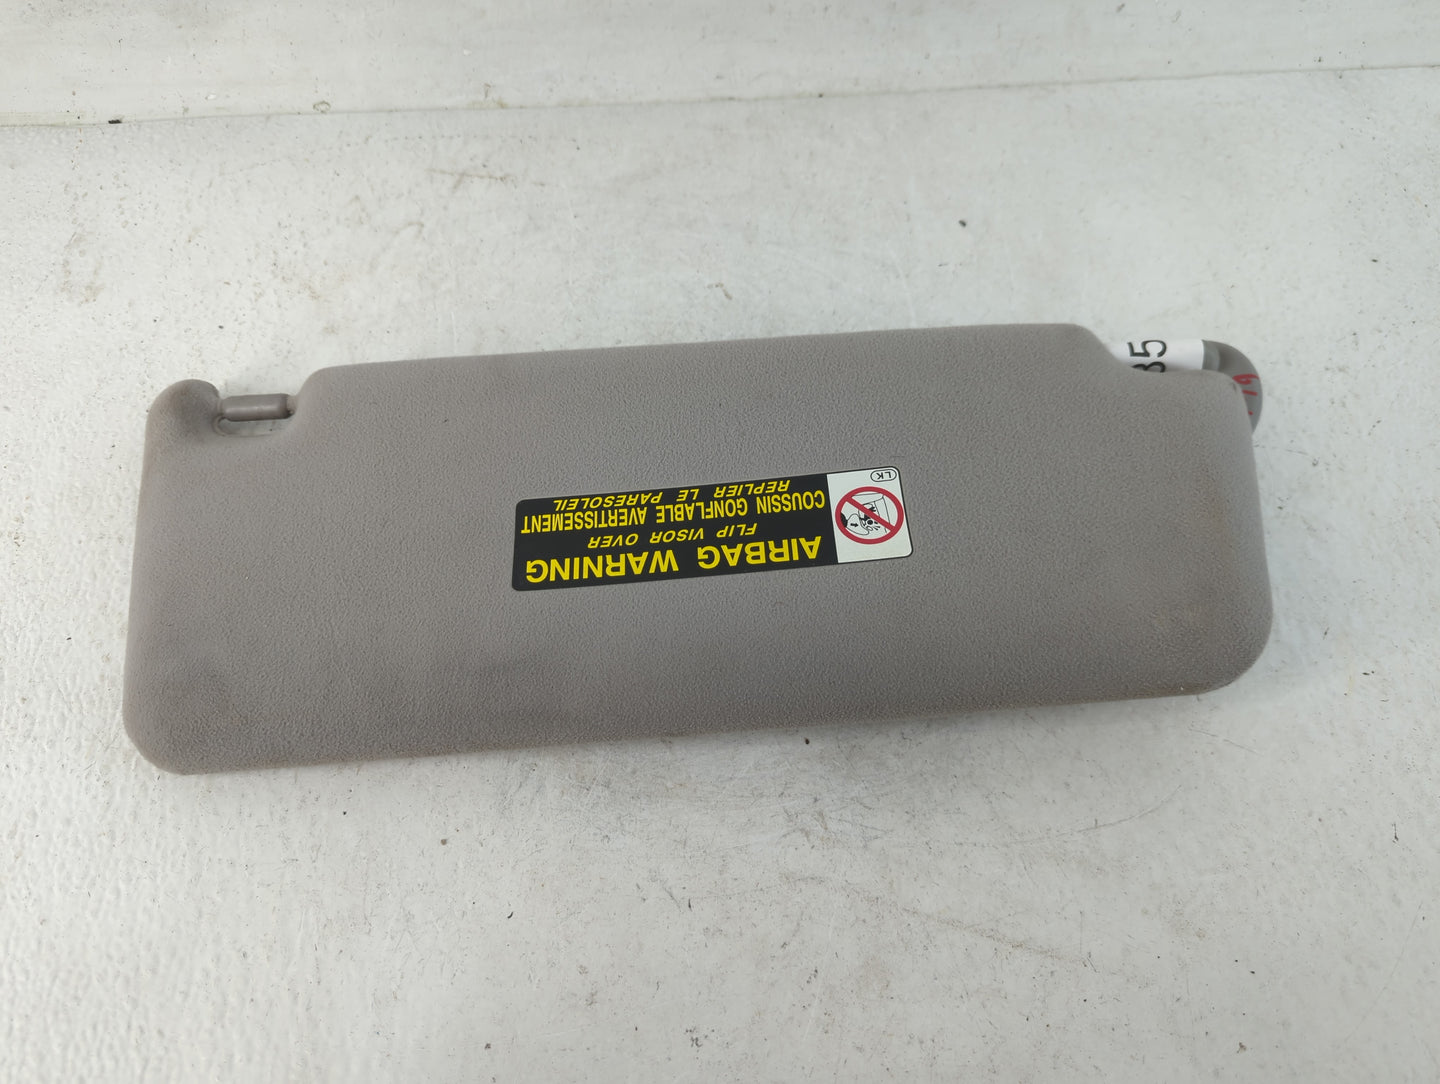 AIRBAG WARNING
FLIP VISOR OVER
COUSSIN GONFLABLE AVERTISSEMENT
REPLIER LE PARESOLEIL
LK